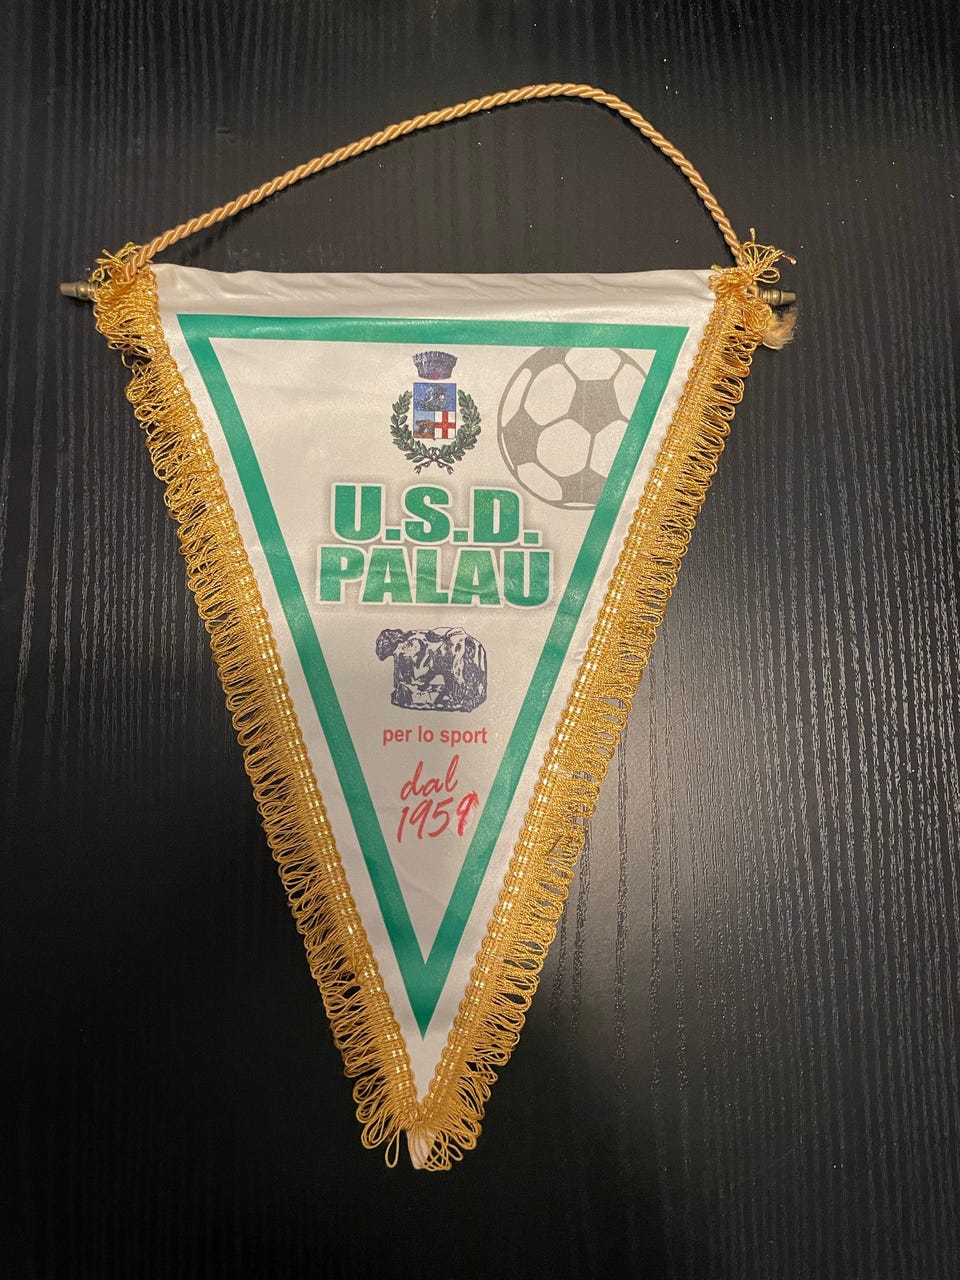 U.S.D.
PALAU
per lo sport
dal
1959